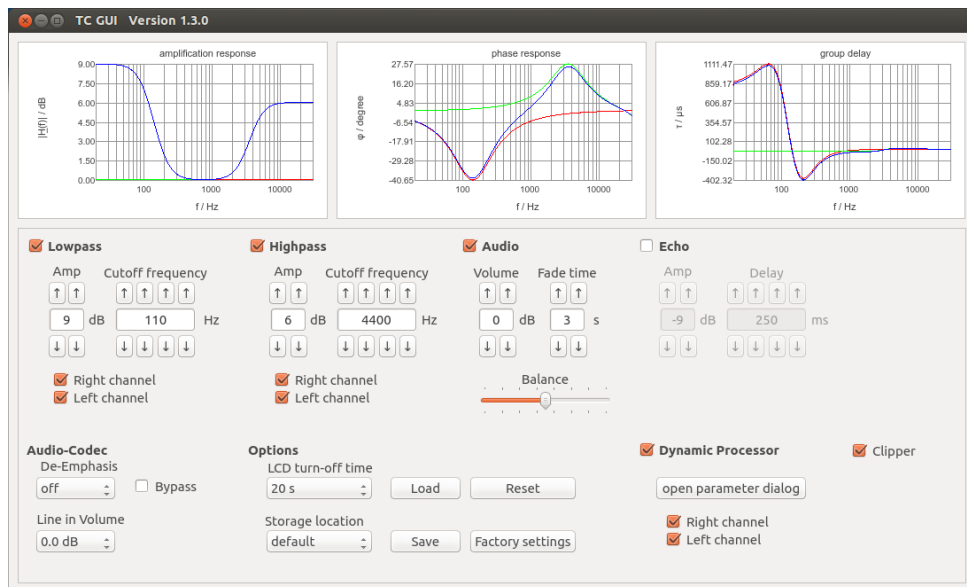 TC GUI Version 1.3.0
amplification response
9.00
7.50
6.00
4.50
3.00
1.50
0.00
|H(f)| / dB
100 1000 10000
f / Hz
phase response
27.57
16.20
4.83
-6.54
-17.91
-29.28
-40.65
φ / degree
100 1000 10000
f / Hz
group delay
1111.47
859.17
606.87
354.57
102.28
-150.02
-402.32
τ / µs
100 1000 10000
f / Hz
Lowpass Highpass Audio Echo
Amp Cutoff frequency Amp Cutoff frequency Volume Fade time Amp Delay
↑ ↑ ↑ ↑ ↑ ↑ ↑ ↑ ↑ ↑ ↑ ↑ ↑ ↑ ↑ ↑ ↑ ↑ ↑ ↑ ↑ ↑
9 dB 110 Hz 6 dB 4400 Hz 0 dB 3 s -9 dB 250 ms
↓ ↓ ↓ ↓ ↓ ↓ ↓ ↓ ↓ ↓ ↓ ↓ ↓ ↓ ↓ ↓ ↓ ↓ ↓ ↓ ↓ ↓
Right channel Right channel Balance
Left channel Left channel
Audio-Codec Options Dynamic Processor Clipper
De-Emphasis LCD turn-off time
off Bypass 20 s Load Reset open parameter dialog
Line in Volume Storage location Right channel
0.0 dB default Save Factory settings Left channel